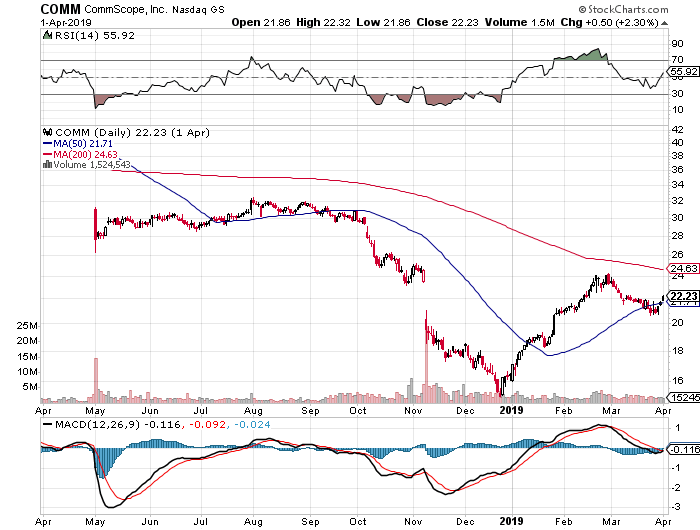 COMM CommScope, Inc. Nasdaq GS © StockCharts.com
1-Apr-2019 Open 21.86 High 22.32 Low 21.86 Close 22.23 Volume 1.5M Chg +0.50 (+2.30%)
RSI(14) 55.92
90
70
55.92
50
30
10
COMM (Daily) 22.23 (1 Apr)
MA(50) 21.71
MA(200) 24.63
Volume 1,524,543
42
40
38
36
34
32
30
28
26
24.63
22.23
21.71
20
18
16
25M
20M
15M
10M
5M
15245
Apr May Jun Jul Aug Sep Oct Nov Dec 2019 Feb Mar Apr
MACD(12,26,9) -0.116, -0.092, -0.024
1
-0.116
-1
-2
-3
Apr May Jun Jul Aug Sep Oct Nov Dec 2019 Feb Mar Apr